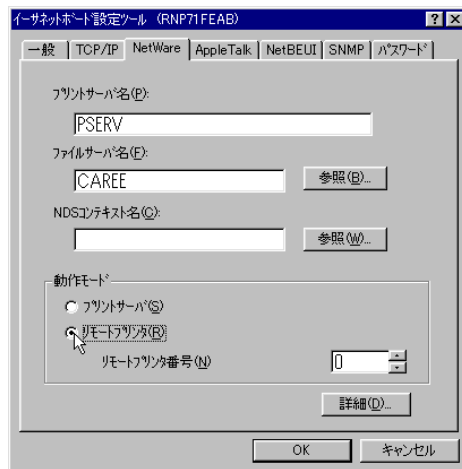 ｲｰｻﾈｯﾄﾎﾞｰﾄﾞ設定ﾂｰﾙ (RNP71FEAB)
一般 TCP/IP NetWare AppleTalk NetBEUI SNMP ﾊﾟｽﾜｰﾄﾞ
ﾌﾟﾘﾝﾄｻｰﾊﾞ名(P):
PSERV
ﾌｧｲﾙｻｰﾊﾞ名(F):
CAREE 参照(B)...
NDSｺﾝﾃｷｽﾄ名(C):
参照(W)...
動作ﾓｰﾄﾞ
ﾌﾟﾘﾝﾄｻｰﾊﾞ(S)
ﾘﾓｰﾄﾌﾟﾘﾝﾀ(R)
ﾘﾓｰﾄﾌﾟﾘﾝﾀ番号(N) 0
詳細(D)...
OK ｷｬﾝｾﾙ